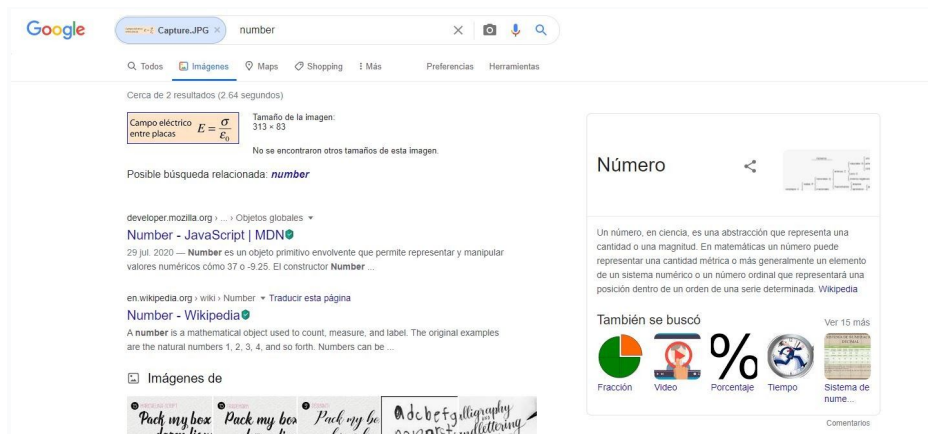 Google
Capture.JPG × number
Todos Imágenes Maps Shopping Más Preferencias Herramientas
Cerca de 2 resultados (2.64 segundos)
Campo eléctrico
entre placas
E = σ / ε₀
Tamaño de la imagen:
313 × 83
No se encontraron otros tamaños de esta imagen.
Posible búsqueda relacionada: number
developer.mozilla.org › ... › Objetos globales
Number - JavaScript | MDN
29 jul. 2020 — Number es un objeto primitivo envolvente que permite representar y manipular
valores numéricos cómo 37 o -9.25. El constructor Number ...
en.wikipedia.org › wiki › Number Traducir esta página
Number - Wikipedia
A number is a mathematical object used to count, measure, and label. The original examples
are the natural numbers 1, 2, 3, 4, and so forth. Numbers can be ...
Imágenes de
Pack my box
Pack my box
Pack my bo
Adcbefg
lligraphy
lettering
Número
Un número, en ciencia, es una abstracción que representa una
cantidad o una magnitud. En matemáticas un número puede
representar una cantidad métrica o más generalmente un elemento
de un sistema numérico o un número ordinal que representará una
posición dentro de un orden de una serie determinada. Wikipedia
También se buscó Ver 15 más
%
Fracción Video Porcentaje Tiempo Sistema de
nume...
Comentarios